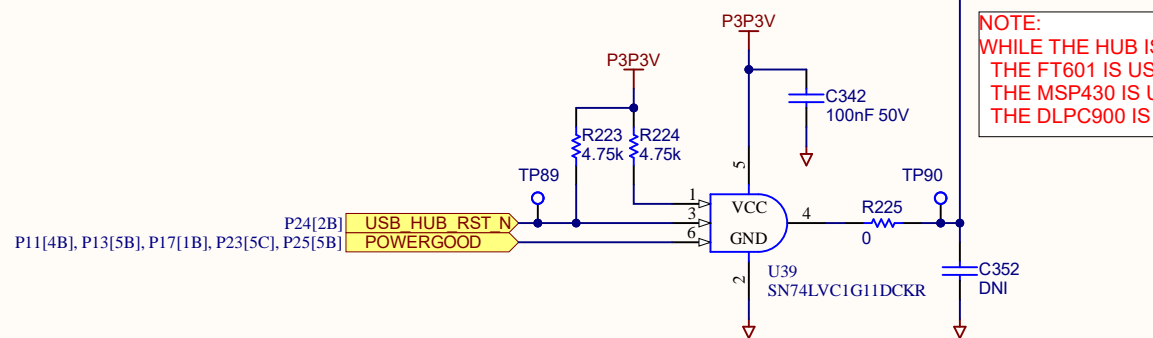 P3P3V
NOTE:
WHILE THE HUB IS
THE FT601 IS US
THE MSP430 IS U
THE DLPC900 IS
P3P3V
C342
100nF 50V
R223
4.75k
R224
4.75k
5
TP89
TP90
1
VCC
R225
P24[2B]
USB_HUB_RST_N
3
4
P11[4B], P13[5B], P17[1B], P23[5C], P25[5B]
POWERGOOD
6
GND
0
2
U39
SN74LVC1G11DCKR
C352
DNI